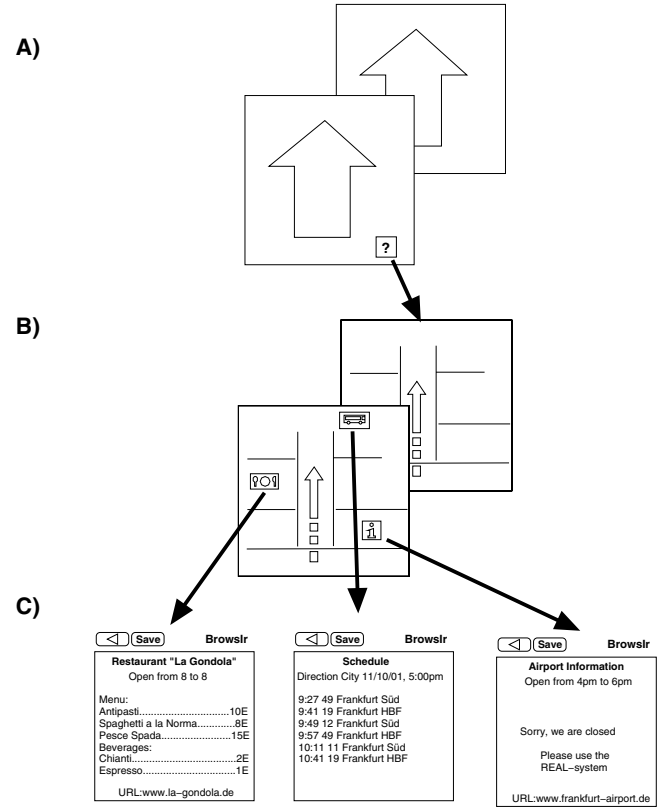 A)
?
B)
i
C)
Save Browslr
Restaurant "La Gondola"
Open from 8 to 8
Menu:
Antipasti..............................10E
Spaghetti a la Norma............8E
Pesce Spada.......................15E
Beverages:
Chianti...................................2E
Espresso...............................1E
URL:www.la-gondola.de
Save Browslr
Schedule
Direction City 11/10/01, 5:00pm
9:27 49 Frankfurt Süd
9:41 19 Frankfurt HBF
9:49 12 Frankfurt Süd
9:57 49 Frankfurt HBF
10:11 11 Frankfurt Süd
10:41 19 Frankfurt HBF
Save Browslr
Airport Information
Open from 4pm to 6pm
Sorry, we are closed
Please use the
REAL-system
URL:www.frankfurt-airport.de